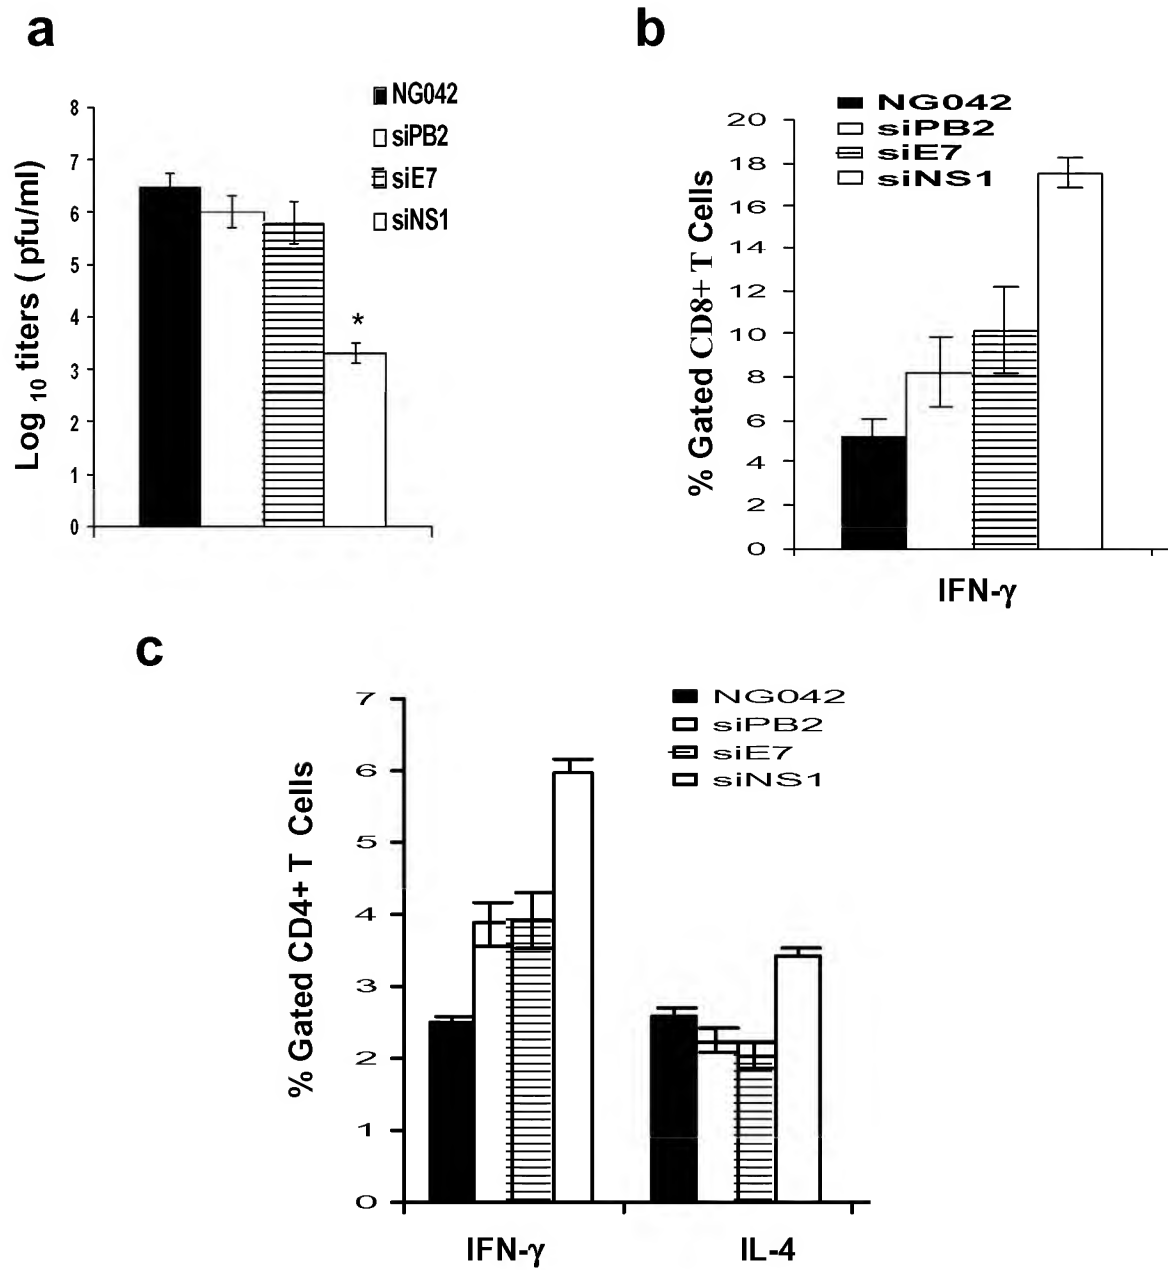 a
NG042
siPB2
siE7
siNS1
8
7
6
5
4
3
2
1
0
Log 10 titers ( pfu/ml)
*
b
NG042
siPB2
siE7
siNS1
20
18
16
14
12
10
8
6
4
2
0
% Gated CD8+ T Cells
IFN-γ
c
NG042
siPB2
siE7
siNS1
7
6
5
4
3
2
1
0
% Gated CD4+ T Cells
IFN-γ
IL-4